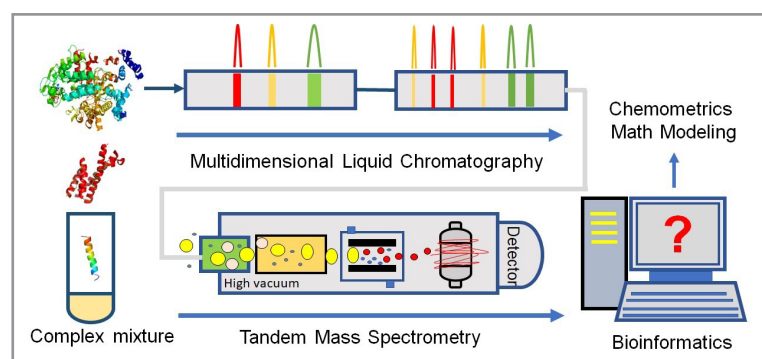 Chemometrics
Math Modeling
Multidimensional Liquid Chromatography
?
Detector
High vacuum
Complex mixture
Tandem Mass Spectrometry
Bioinformatics